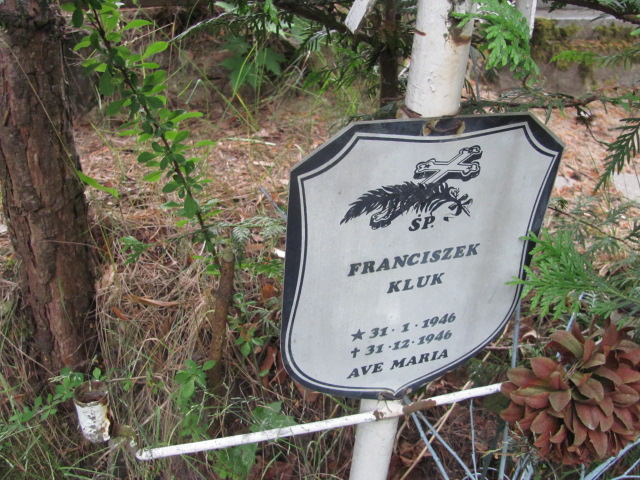 SP.
FRANCISZEK
KLUK
★ 31 · 1 · 1946
✝ 31 · 12 · 1946
AVE MARIA